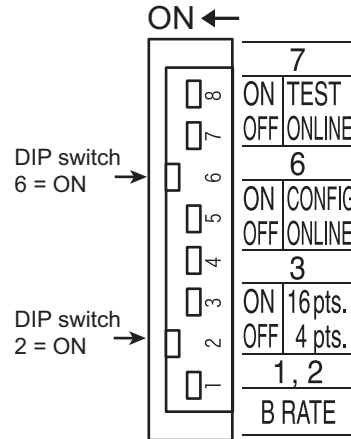 ON ←
8
7
6
5
4
3
2
1
DIP switch
6 = ON →
DIP switch
2 = ON →
7
ON TEST
OFF ONLINE
6
ON CONFIG
OFF ONLINE
3
ON 16 pts.
OFF 4 pts.
1, 2
B RATE